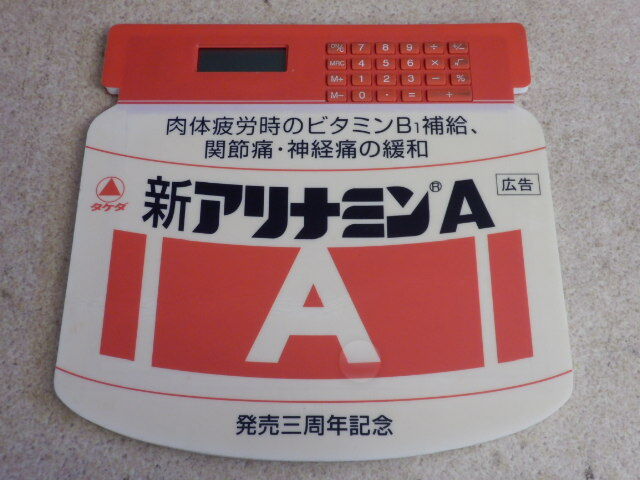 ON/C 7 8 9 ÷ +/−
MRC 4 5 6 × √
M+ 1 2 3 − %
M− 0 · = +
肉体疲労時のビタミンB1補給、
関節痛・神経痛の緩和
タケダ
新アリナミン®A
広告
A
発売三周年記念